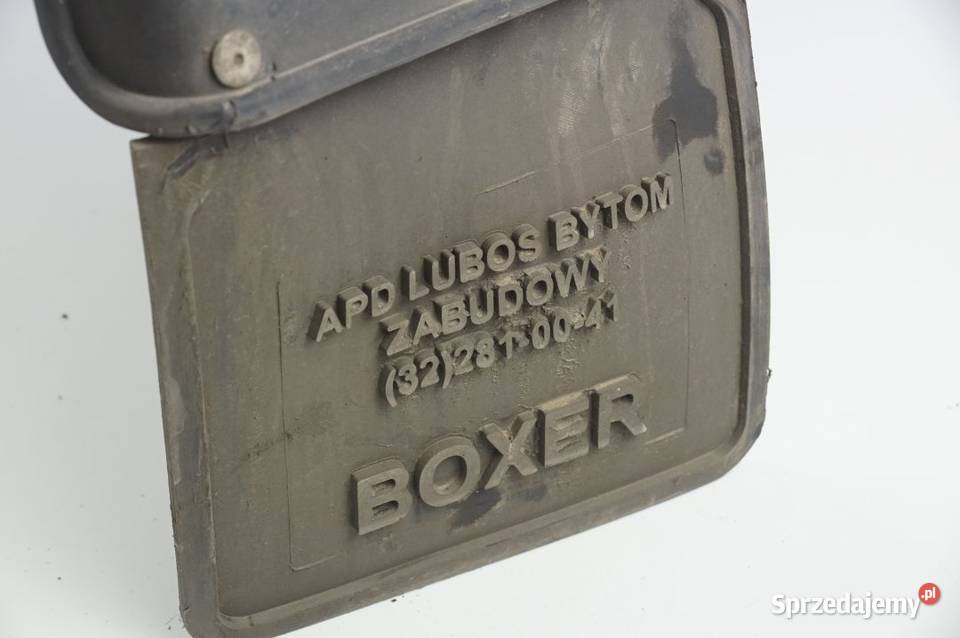 APD LUBOS BYTOM
ZABUDOWY
(32)281-00-41
BOXER
Sprzedajemy.pl